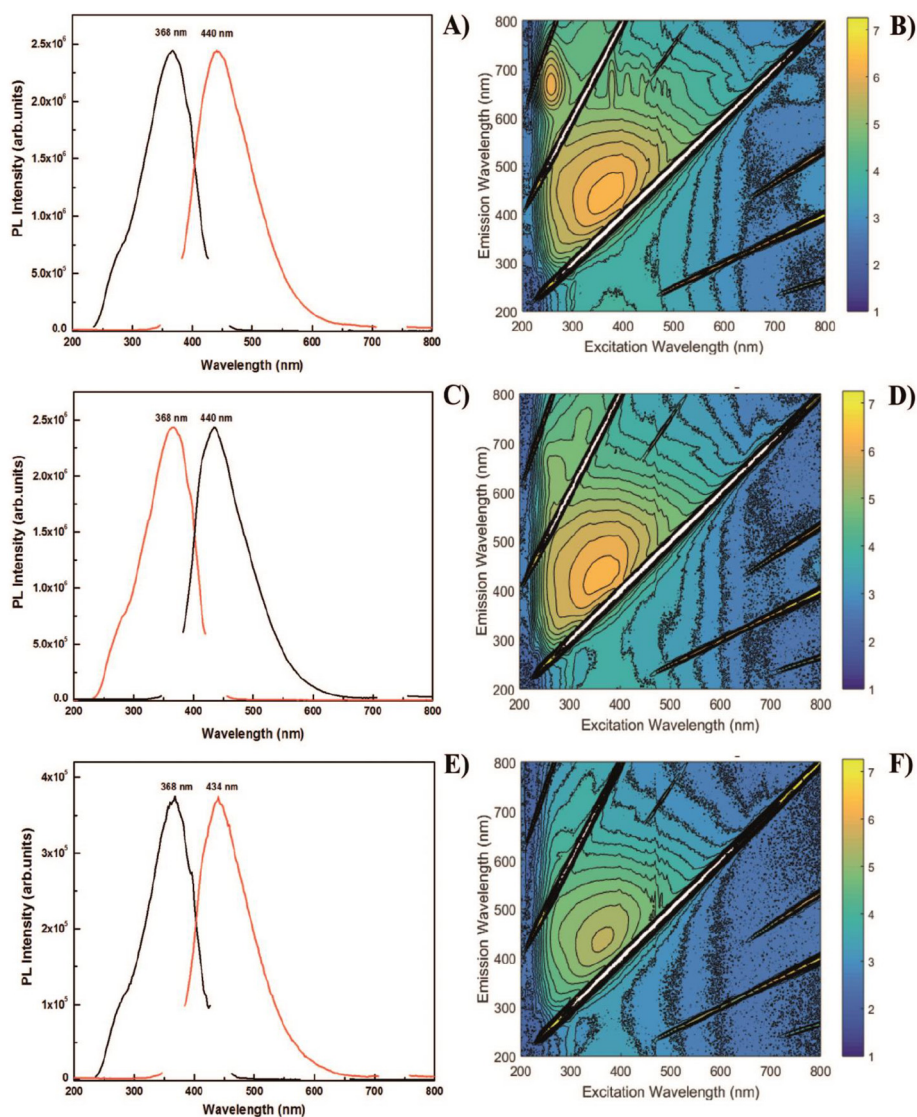 A)
368 nm 440 nm
2.5x10⁶
2.0x10⁶
1.5x10⁶
1.0x10⁶
5.0x10⁵
0.0
PL Intensity (arb.units)
200 300 400 500 600 700 800
Wavelength (nm)
B)
800
700
600
500
400
300
200
Emission Wavelength (nm)
200 300 400 500 600 700 800
Excitation Wavelength (nm)
7
6
5
4
3
2
1
C)
368 nm 440 nm
2.5x10⁶
2.0x10⁶
1.5x10⁶
1.0x10⁶
5.0x10⁵
0.0
PL Intensity (arb.units)
200 300 400 500 600 700 800
Wavelength (nm)
D)
800
700
600
500
400
300
200
Emission Wavelength (nm)
200 300 400 500 600 700 800
Excitation Wavelength (nm)
7
6
5
4
3
2
1
E)
368 nm 434 nm
4x10⁵
3x10⁵
2x10⁵
1x10⁵
0
PL Intensity (arb.units)
200 300 400 500 600 700 800
Wavelength (nm)
F)
800
700
600
500
400
300
200
Emission Wavelength (nm)
200 300 400 500 600 700 800
Excitation Wavelength (nm)
7
6
5
4
3
2
1